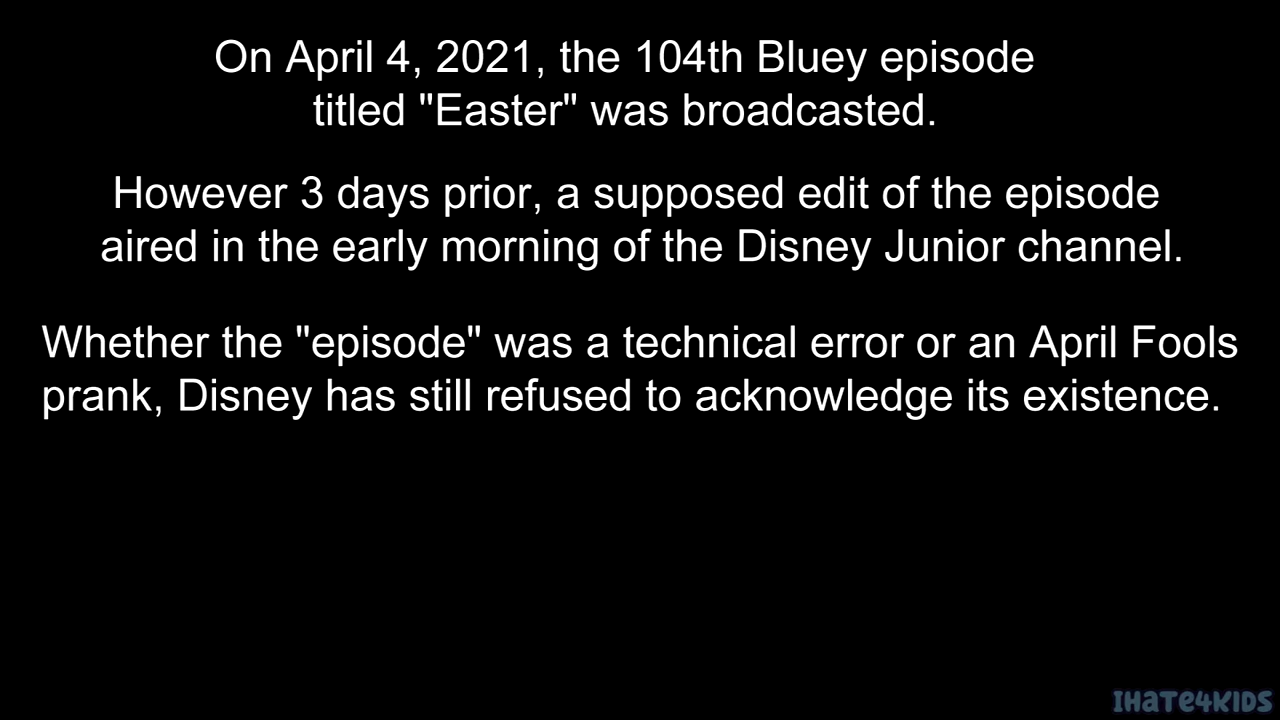 On April 4, 2021, the 104th Bluey episode
titled "Easter" was broadcasted.
However 3 days prior, a supposed edit of the episode
aired in the early morning of the Disney Junior channel.
Whether the "episode" was a technical error or an April Fools
prank, Disney has still refused to acknowledge its existence.
IHATE4KIDS